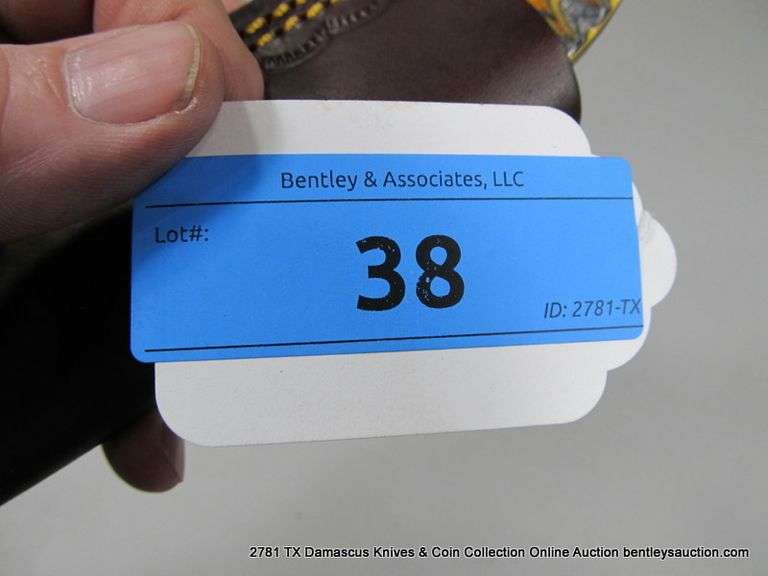 Bentley & Associates, LLC
Lot#:
38
ID: 2781-TX
2781 TX Damascus Knives & Coin Collection Online Auction bentleysauction.com